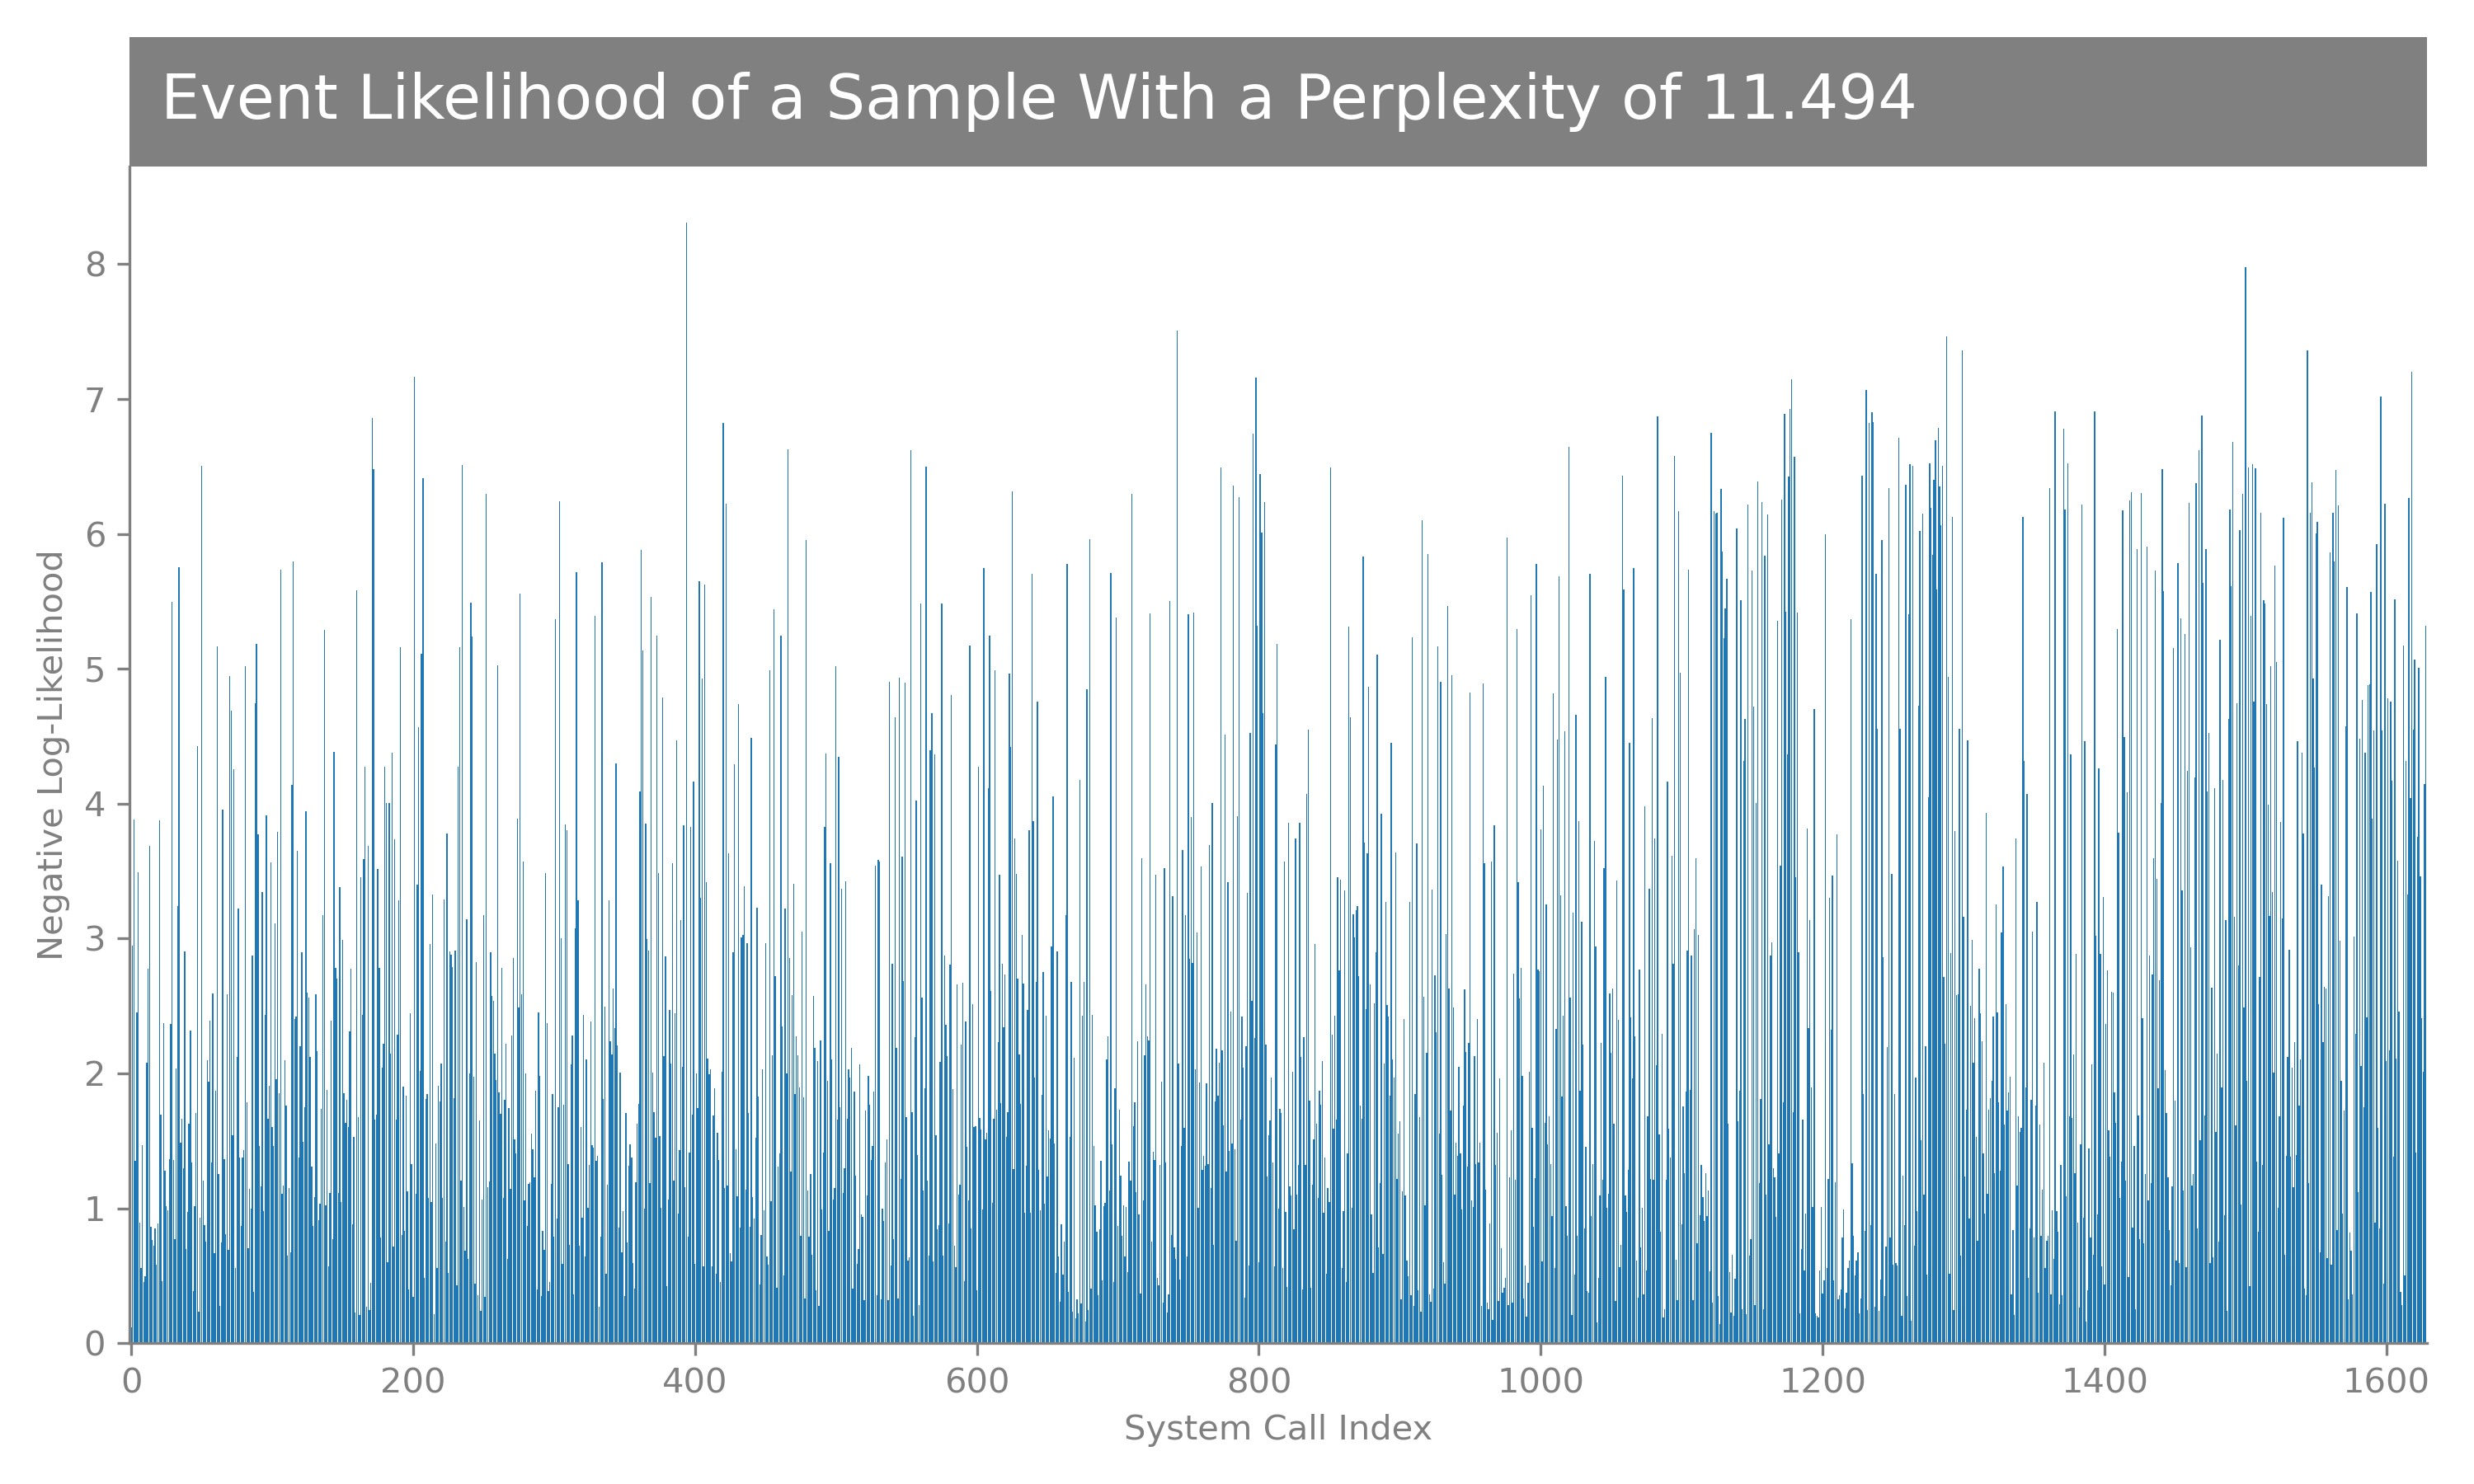 Event Likelihood of a Sample With a Perplexity of 11.494
Negative Log-Likelihood
8
7
6
5
4
3
2
1
0
0 200 400 600 800 1000 1200 1400 1600
System Call Index